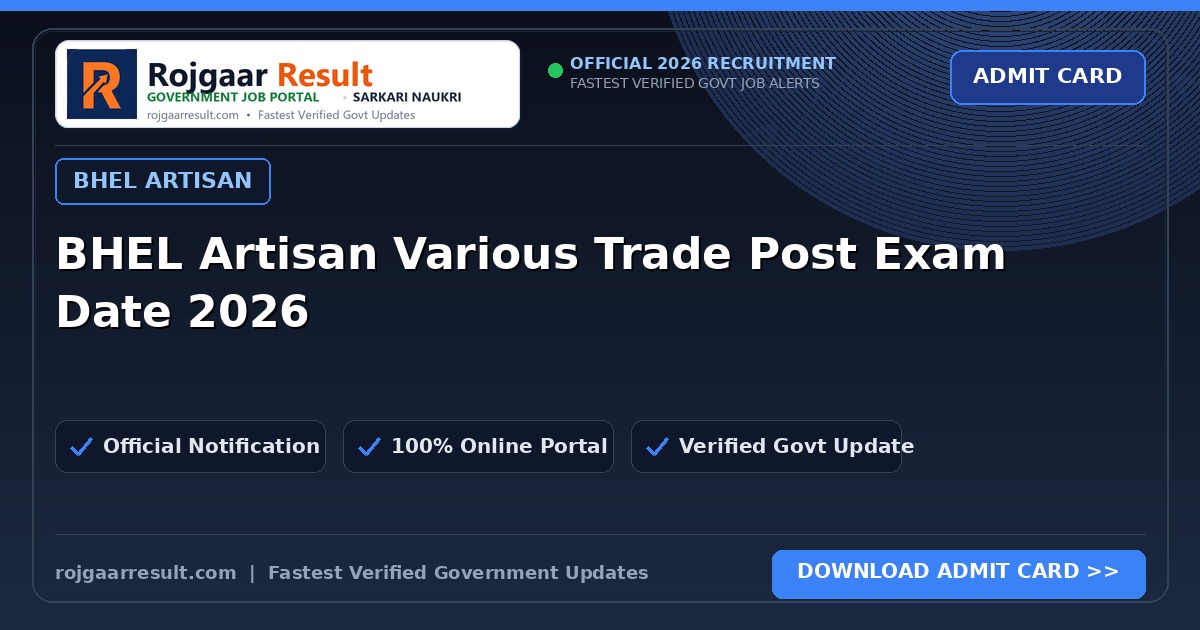 Rojgaar Result
GOVERNMENT JOB PORTAL • SARKARI NAUKRI
rojgaarresult.com • Fastest Verified Govt Updates
OFFICIAL 2026 RECRUITMENT
FASTEST VERIFIED GOVT JOB ALERTS
ADMIT CARD
BHEL ARTISAN
BHEL Artisan Various Trade Post Exam
Date 2026
Official Notification
100% Online Portal
Verified Govt Update
rojgaarresult.com | Fastest Verified Government Updates
DOWNLOAD ADMIT CARD >>